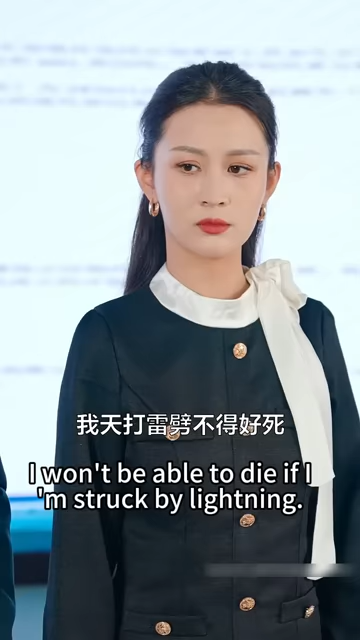 我天打雷劈不得好死
I won't be able to die if I
'm struck by lightning.